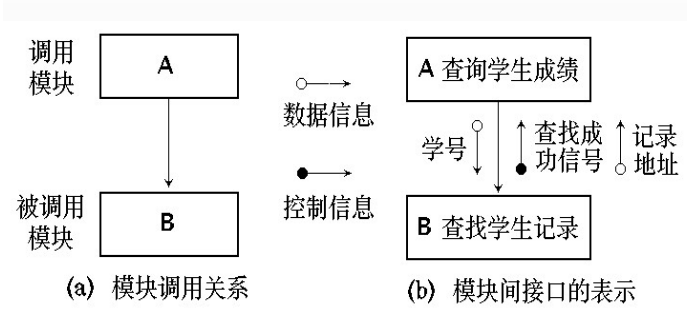 调用
模块
A
被调用
模块
B
(a) 模块调用关系
数据信息
控制信息
A 查询学生成绩
学号
查找成
功信号
记录
地址
B 查找学生记录
(b) 模块间接口的表示